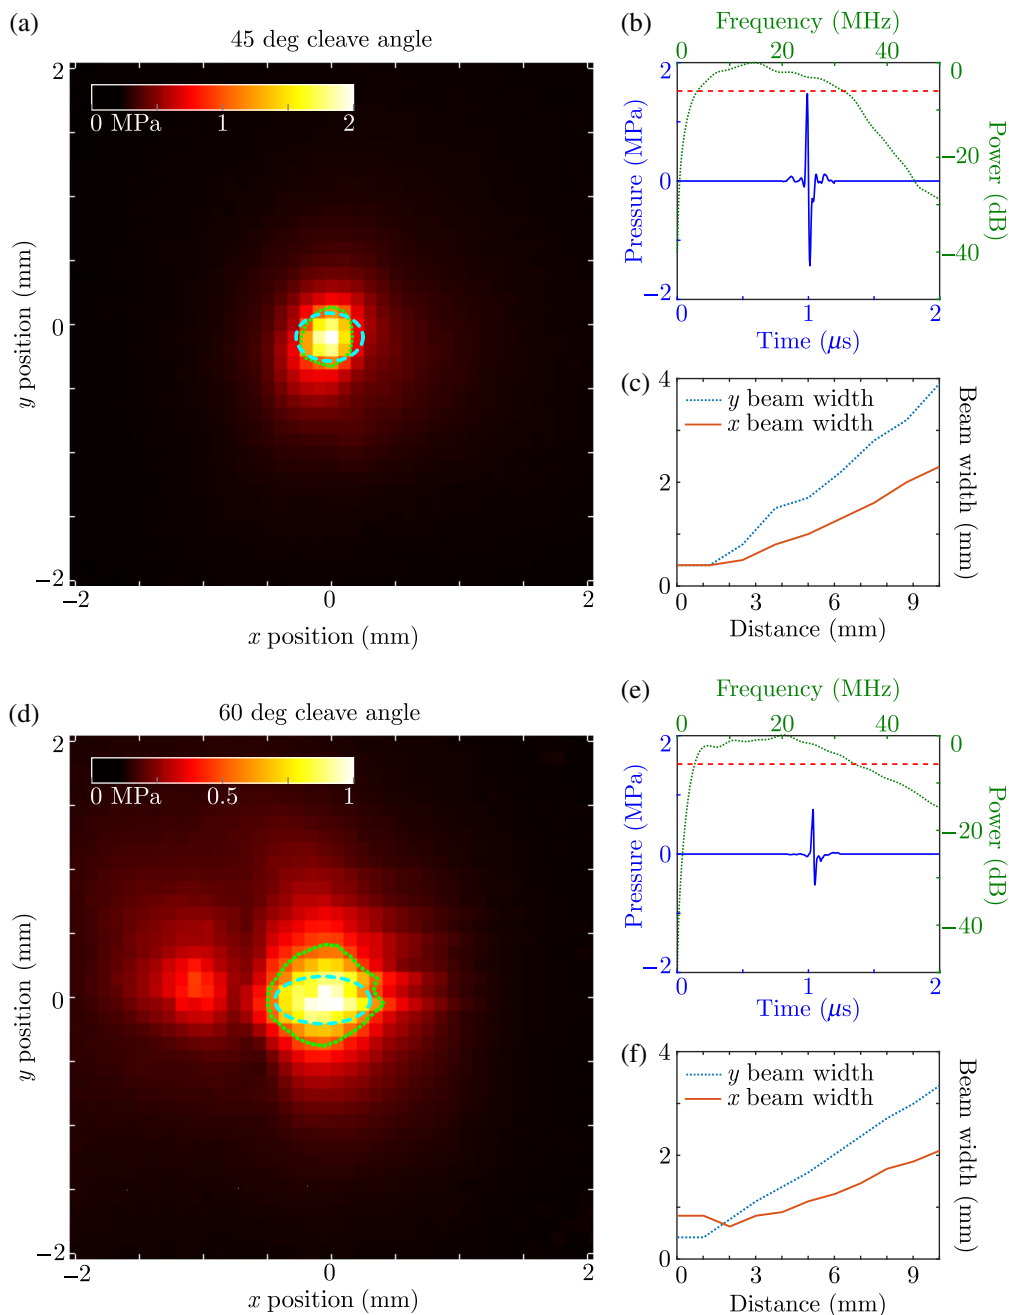 (a)
45 deg cleave angle
2
0
−2
y position (mm)
0 MPa 1 2
−2 0 2
x position (mm)
(b)
Frequency (MHz)
0 20 40
2
0
−2
Pressure (MPa)
0
−20
−40
Power (dB)
0 1 2
Time (μs)
(c)
y beam width
x beam width
4
2
0
Beam width (mm)
0 3 6 9
Distance (mm)
(d)
60 deg cleave angle
2
0
−2
y position (mm)
0 MPa 0.5 1
−2 0 2
x position (mm)
(e)
Frequency (MHz)
0 20 40
2
0
−2
Pressure (MPa)
0
−20
−40
Power (dB)
0 1 2
Time (μs)
(f)
y beam width
x beam width
4
2
0
Beam width (mm)
0 3 6 9
Distance (mm)